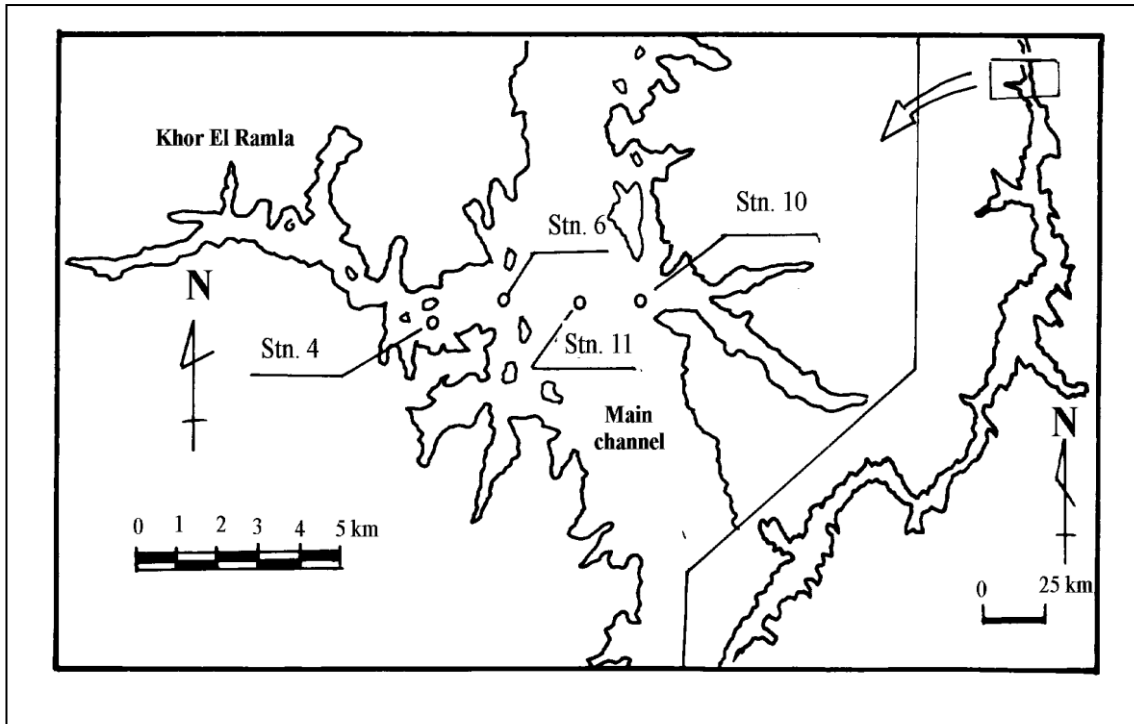 Khor El Ramla
Stn. 10
Stn. 6
N
Stn. 4
Stn. 11
Main
channel
N
0 1 2 3 4 5 km
0 25 km